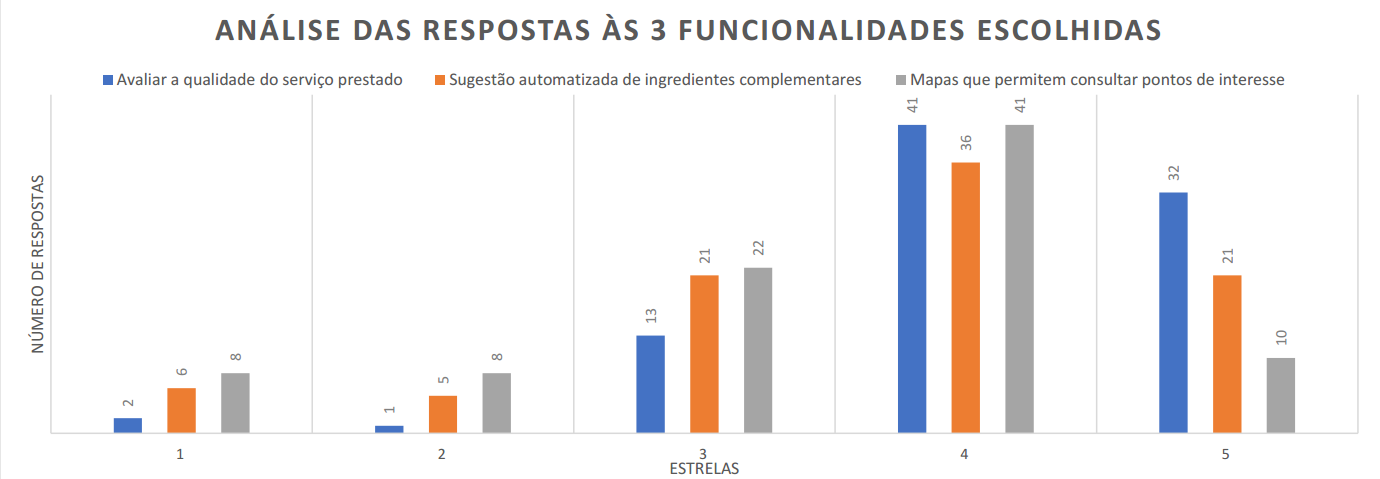 ANÁLISE DAS RESPOSTAS ÀS 3 FUNCIONALIDADES ESCOLHIDAS
Avaliar a qualidade do serviço prestado Sugestão automatizada de ingredientes complementares Mapas que permitem consultar pontos de interesse
NÚMERO DE RESPOSTAS
2 6 8
1 5 8
13 21 22
41 36 41
32 21 10
1 2 3 4 5
ESTRELAS